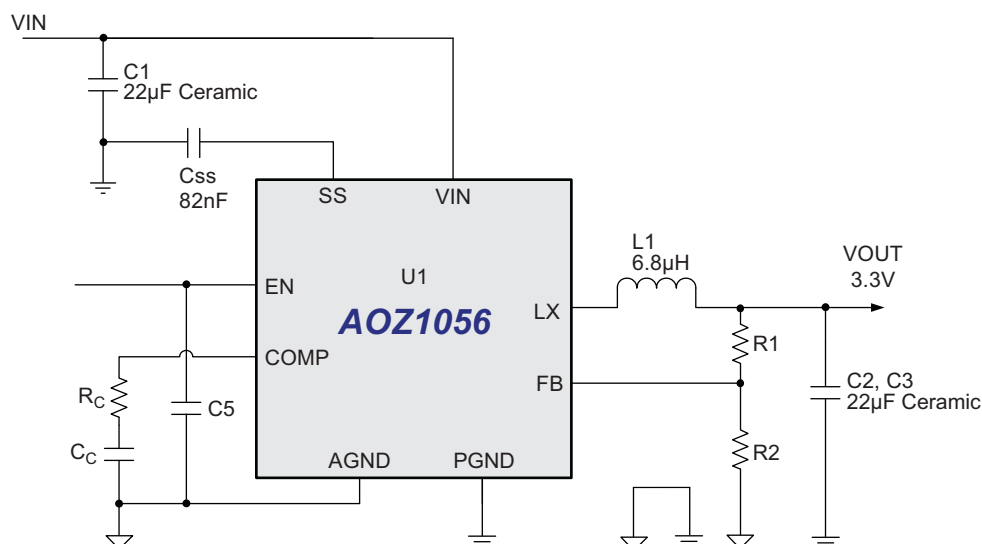 VIN
C1
22µF Ceramic
Css
82nF
SS
VIN
U1
AOZ1056
EN
COMP
LX
FB
AGND
PGND
L1
6.8µH
VOUT
3.3V
R1
R2
C2, C3
22µF Ceramic
RC
CC
C5